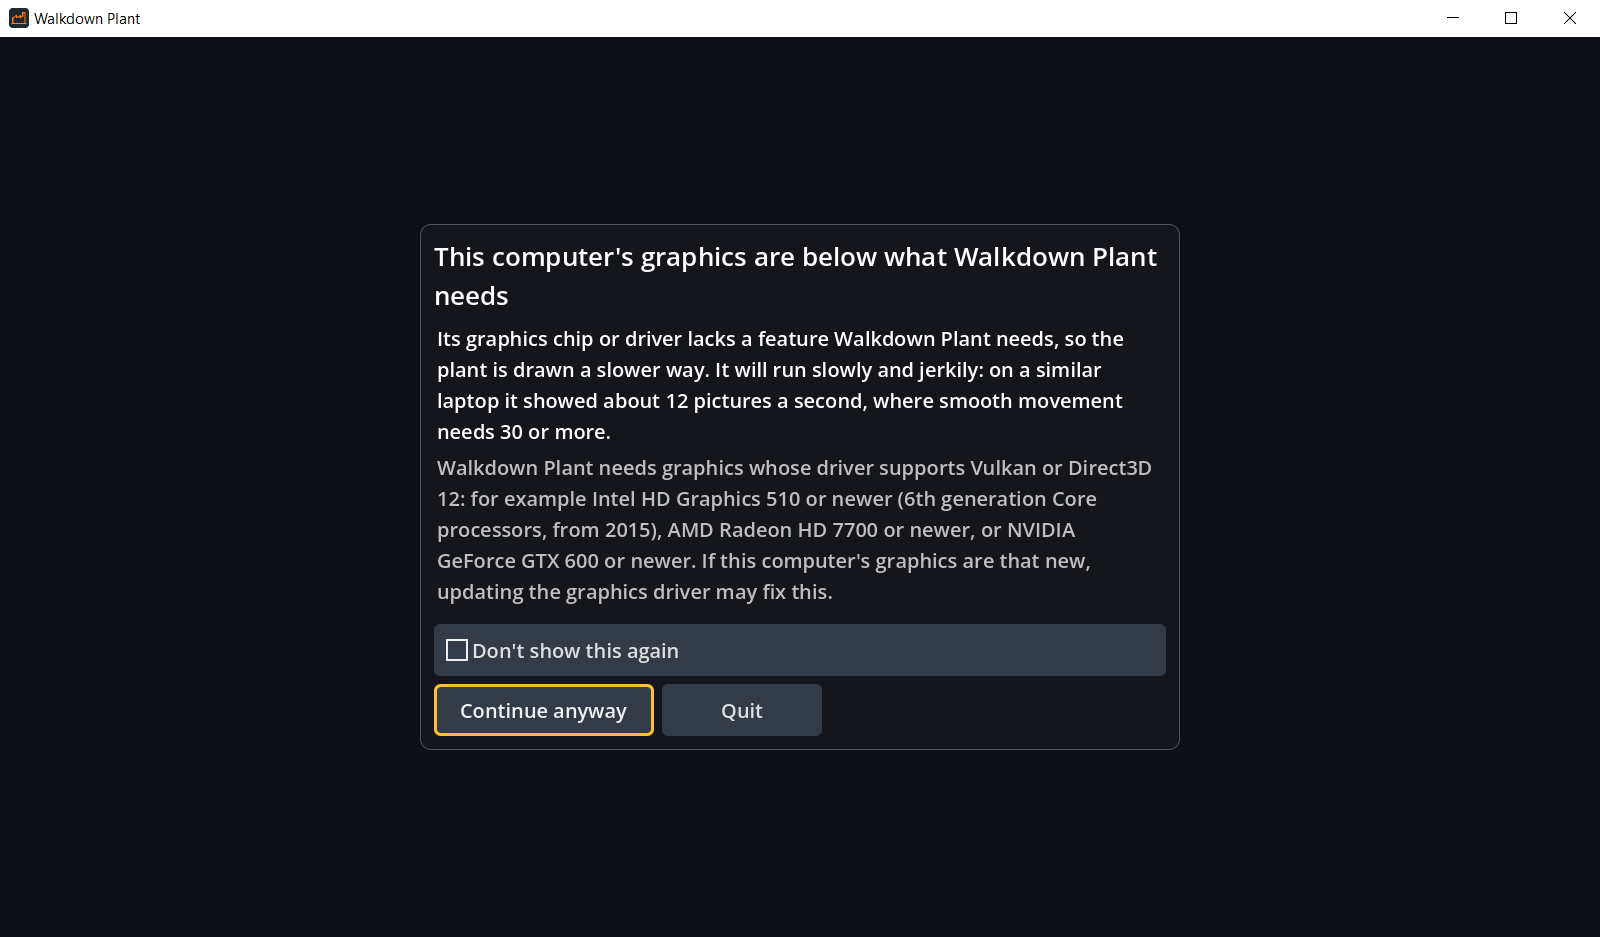 Walkdown Plant
This computer's graphics are below what Walkdown Plant
needs
Its graphics chip or driver lacks a feature Walkdown Plant needs, so the
plant is drawn a slower way. It will run slowly and jerkily: on a similar
laptop it showed about 12 pictures a second, where smooth movement
needs 30 or more.
Walkdown Plant needs graphics whose driver supports Vulkan or Direct3D
12: for example Intel HD Graphics 510 or newer (6th generation Core
processors, from 2015), AMD Radeon HD 7700 or newer, or NVIDIA
GeForce GTX 600 or newer. If this computer's graphics are that new,
updating the graphics driver may fix this.
Don't show this again
Continue anyway
Quit